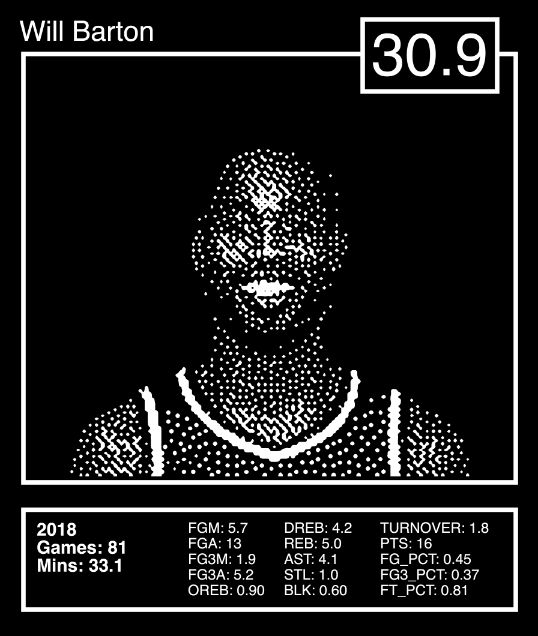 Will Barton
30.9
2018
Games: 81
Mins: 33.1
FGM: 5.7
FGA: 13
FG3M: 1.9
FG3A: 5.2
OREB: 0.90
DREB: 4.2
REB: 5.0
AST: 4.1
STL: 1.0
BLK: 0.60
TURNOVER: 1.8
PTS: 16
FG_PCT: 0.45
FG3_PCT: 0.37
FT_PCT: 0.81